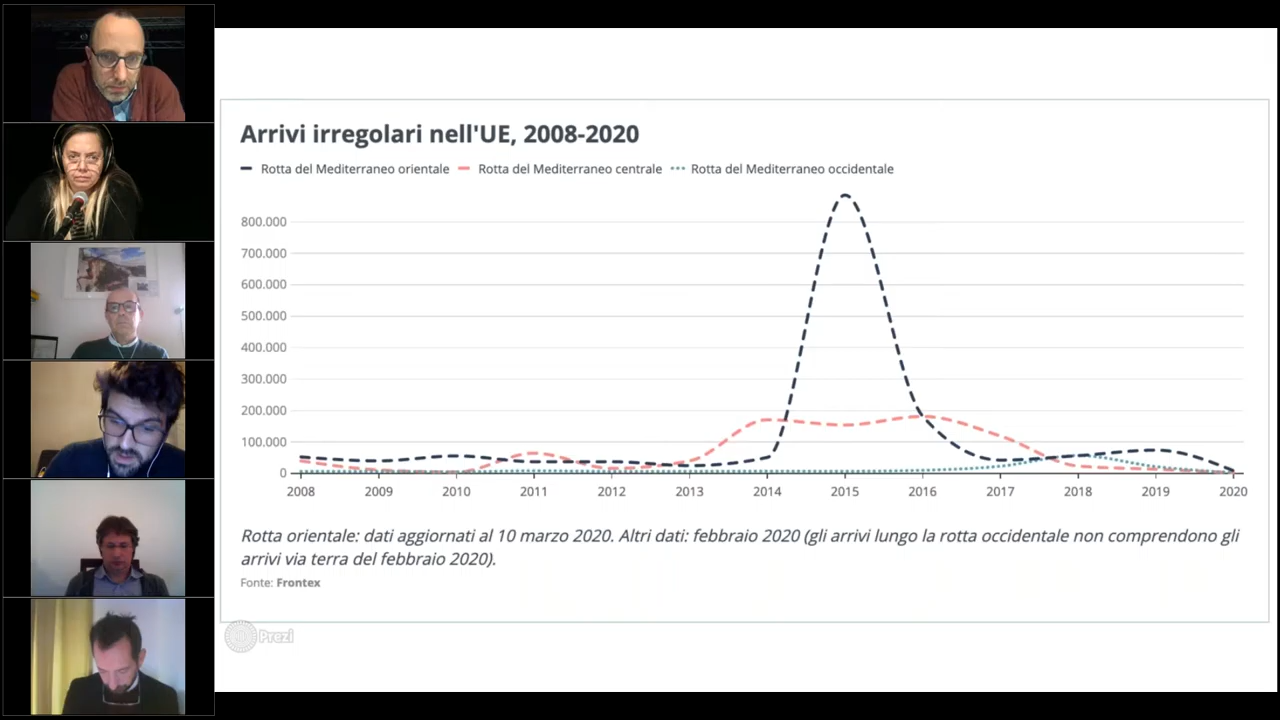 Arrivi irregolari nell'UE, 2008-2020
Rotta del Mediterraneo orientale Rotta del Mediterraneo centrale Rotta del Mediterraneo occidentale
800.000
700.000
600.000
500.000
400.000
300.000
200.000
100.000
0
2008 2009 2010 2011 2012 2013 2014 2015 2016 2017 2018 2019 2020
Rotta orientale: dati aggiornati al 10 marzo 2020. Altri dati: febbraio 2020 (gli arrivi lungo la rotta occidentale non comprendono gli
arrivi via terra del febbraio 2020).
Fonte: Frontex
Prezi